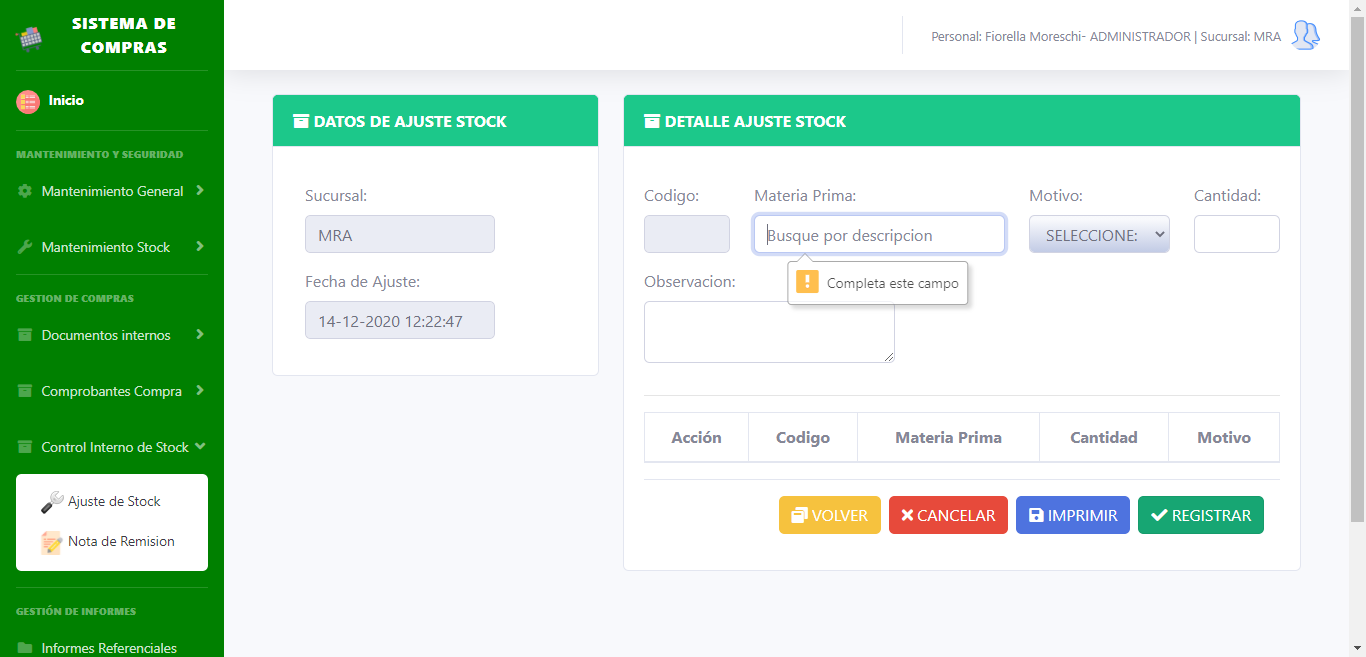 SISTEMA DE
COMPRAS
Personal: Fiorella Moreschi- ADMINISTRADOR | Sucursal: MRA
Inicio
MANTENIMIENTO Y SEGURIDAD
Mantenimiento General
Mantenimiento Stock
GESTION DE COMPRAS
Documentos internos
Comprobantes Compra
Control Interno de Stock
Ajuste de Stock
Nota de Remision
GESTIÓN DE INFORMES
Informes Referenciales
DATOS DE AJUSTE STOCK
Sucursal:
MRA
Fecha de Ajuste:
14-12-2020 12:22:47
DETALLE AJUSTE STOCK
Codigo: Materia Prima: Motivo: Cantidad:
Busque por descripcion SELECCIONE:
Completa este campo
Observacion:
Acción Codigo Materia Prima Cantidad Motivo
VOLVER CANCELAR IMPRIMIR REGISTRAR